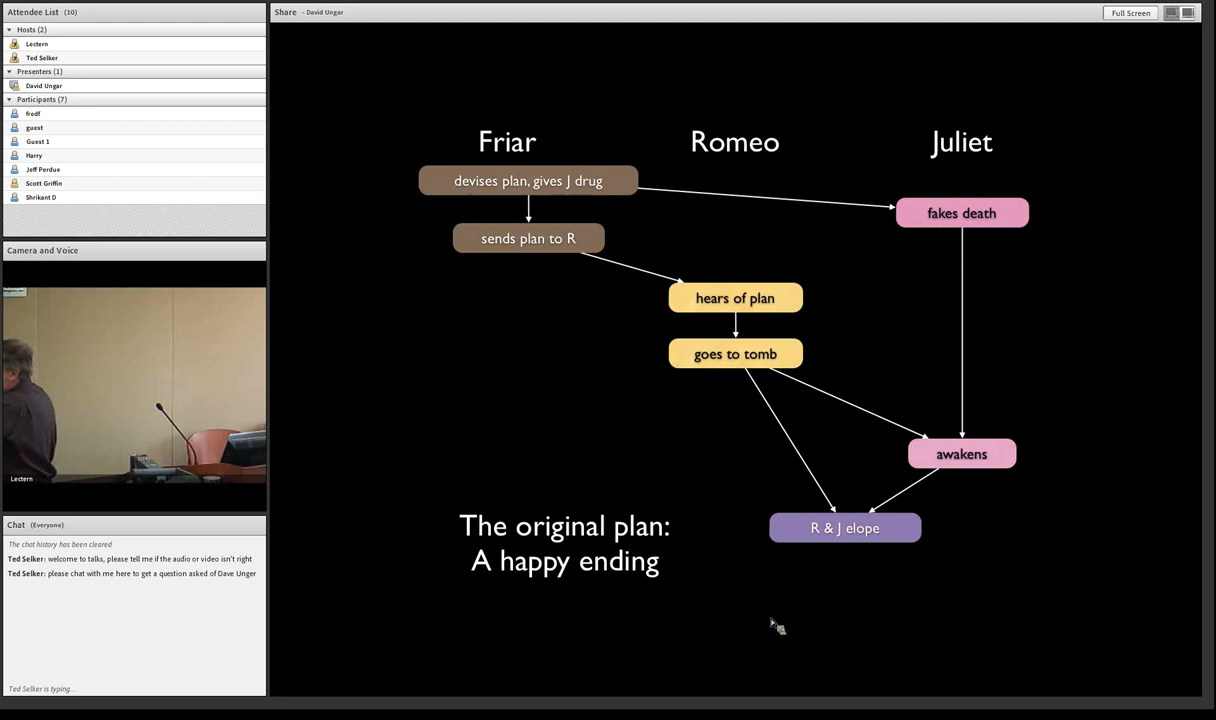 Attendee List (10)
Hosts (2)
Lectern
Ted Selker
Presenters (1)
David Ungar
Participants (7)
fredf
guest
Guest 1
Harry
Jeff Perdue
Scott Griffin
Shrikant D
Camera and Voice
Lectern
Chat (Everyone)
The chat history has been cleared
Ted Selker: welcome to talks, please tell me if the audio or video isn't right
Ted Selker: please chat with me here to get a question asked of Dave Unger
Ted Selker is typing...
Share - David Ungar
Full Screen
Friar Romeo Juliet
devises plan, gives J drug
fakes death
sends plan to R
hears of plan
goes to tomb
awakens
R & J elope
The original plan:
A happy ending